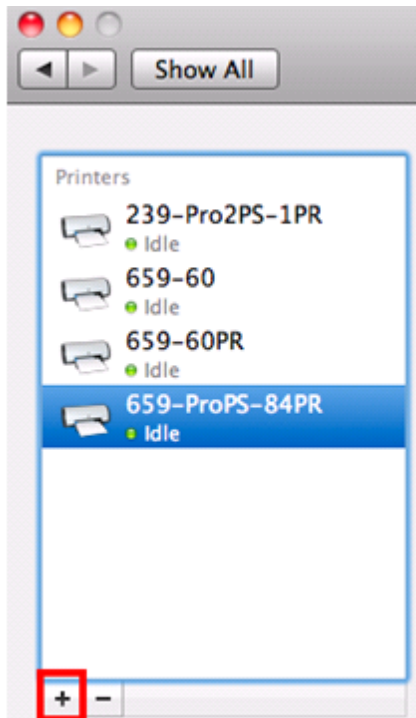 Show All
Printers
239-Pro2PS-1PR
Idle
659-60
Idle
659-60PR
Idle
659-ProPS-84PR
Idle
+ −